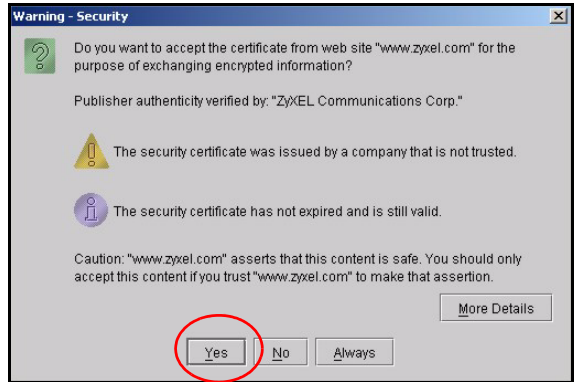 Warning - Security
Do you want to accept the certificate from web site "www.zyxel.com" for the
purpose of exchanging encrypted information?
Publisher authenticity verified by: "ZyXEL Communications Corp."
The security certificate was issued by a company that is not trusted.
The security certificate has not expired and is still valid.
Caution: "www.zyxel.com" asserts that this content is safe. You should only
accept this content if you trust "www.zyxel.com" to make that assertion.
More Details
Yes No Always